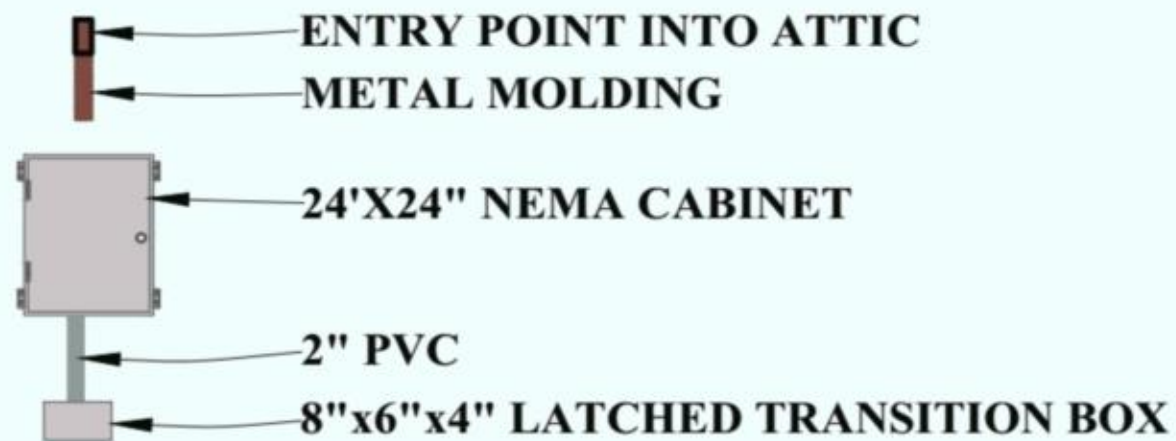 ENTRY POINT INTO ATTIC
METAL MOLDING
24'X24" NEMA CABINET
2" PVC
8"x6"x4" LATCHED TRANSITION BOX